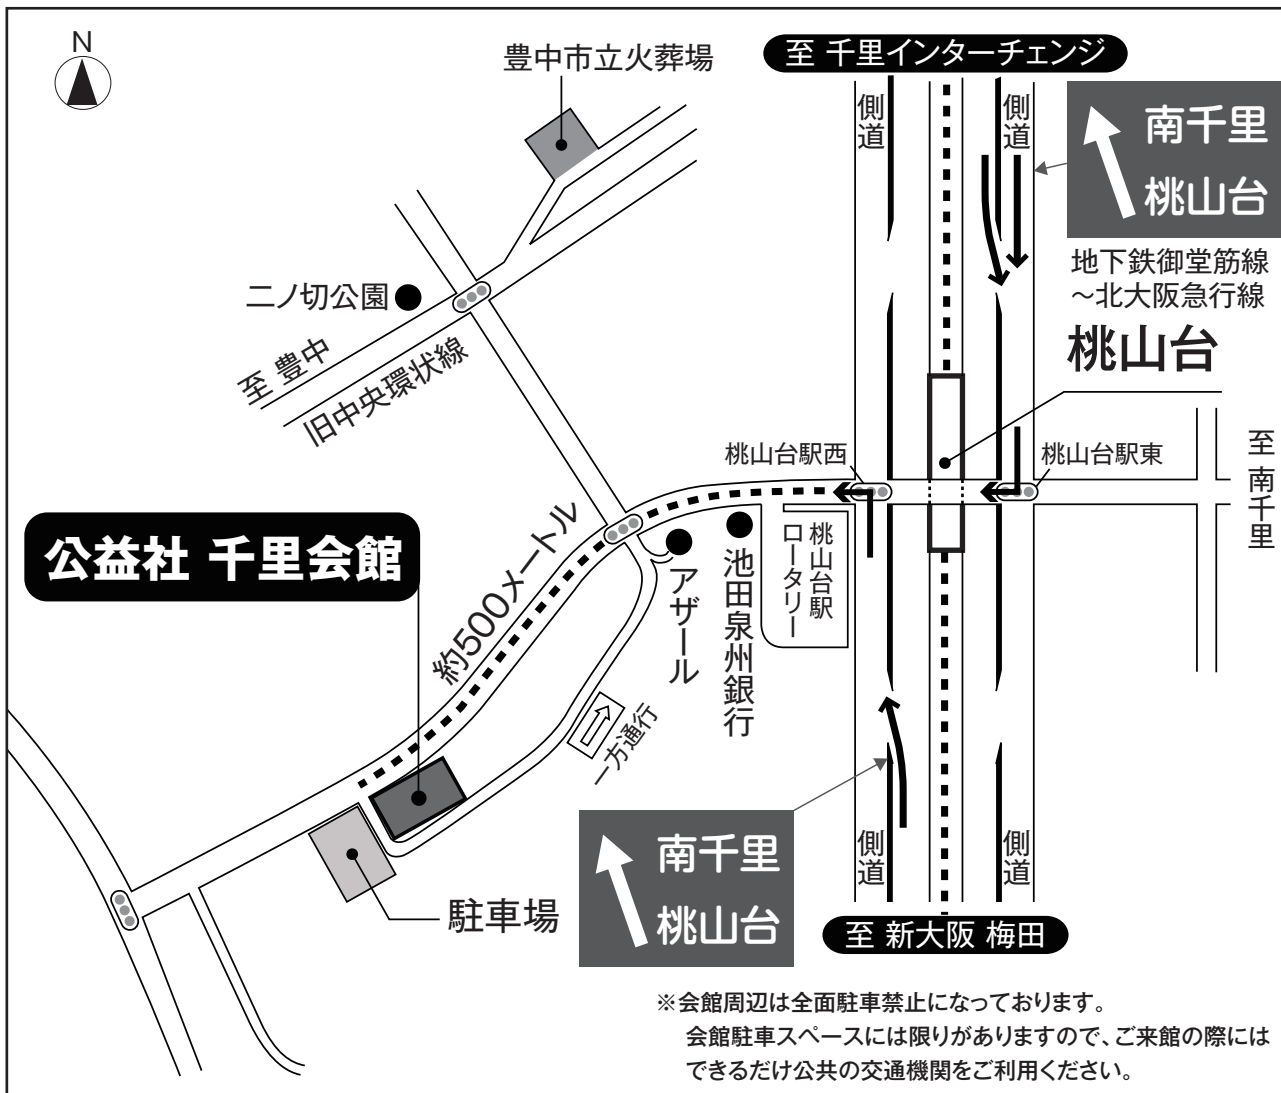 N
豊中市立火葬場
至 千里インターチェンジ
側道
側道
南千里
桃山台
地下鉄御堂筋線
～北大阪急行線
桃山台
二ノ切公園
至 豊中
旧中央環状線
桃山台駅西
桃山台駅東
至 南千里
公益社 千里会館
約500メートル
アザール
池田泉州銀行
桃山台駅
ロータリー
一方通行
南千里
桃山台
側道
側道
駐車場
至 新大阪 梅田
※会館周辺は全面駐車禁止になっております。
会館駐車スペースには限りがありますので、ご来館の際には
できるだけ公共の交通機関をご利用ください。